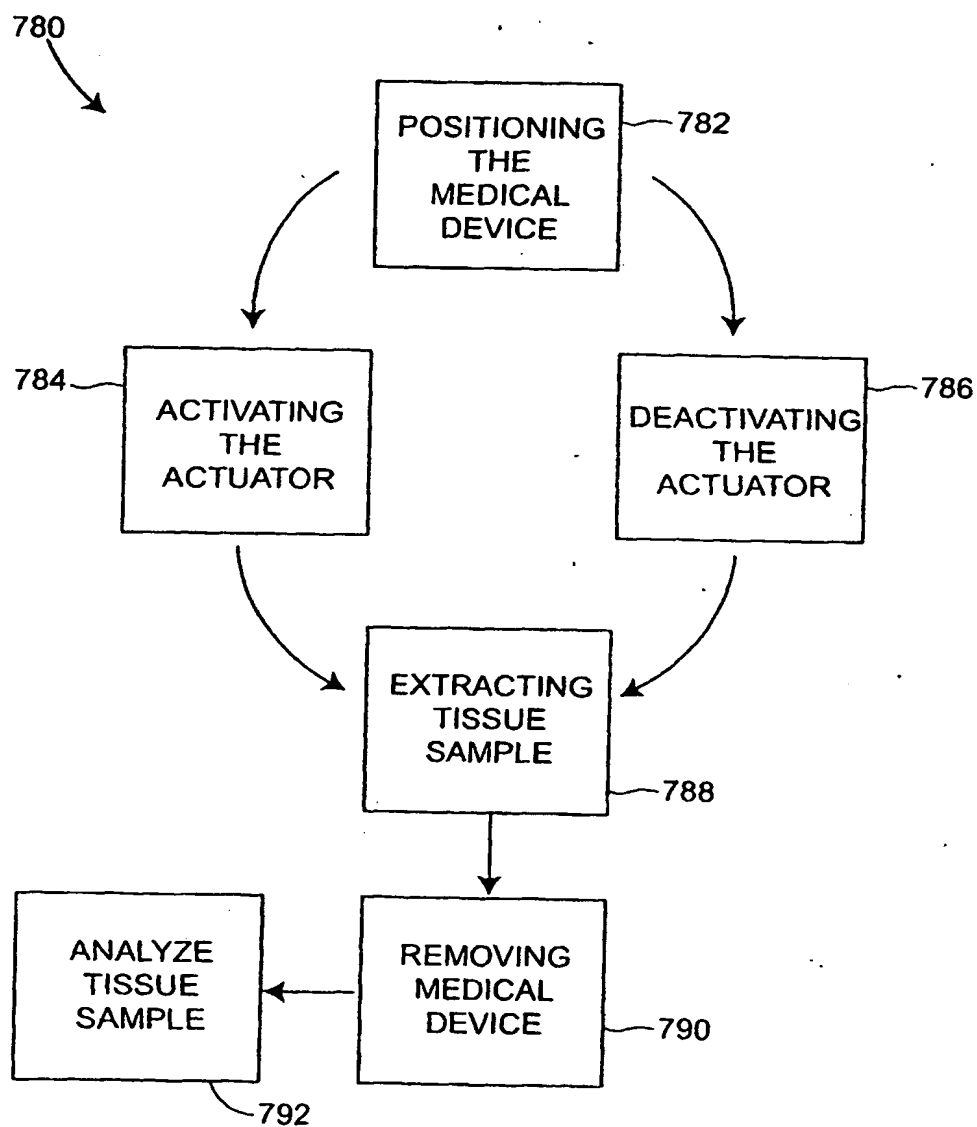 780
POSITIONING
THE
MEDICAL
DEVICE
782
784
ACTIVATING
THE
ACTUATOR
DEACTIVATING
THE
ACTUATOR
786
EXTRACTING
TISSUE
SAMPLE
788
ANALYZE
TISSUE
SAMPLE
792
REMOVING
MEDICAL
DEVICE
790